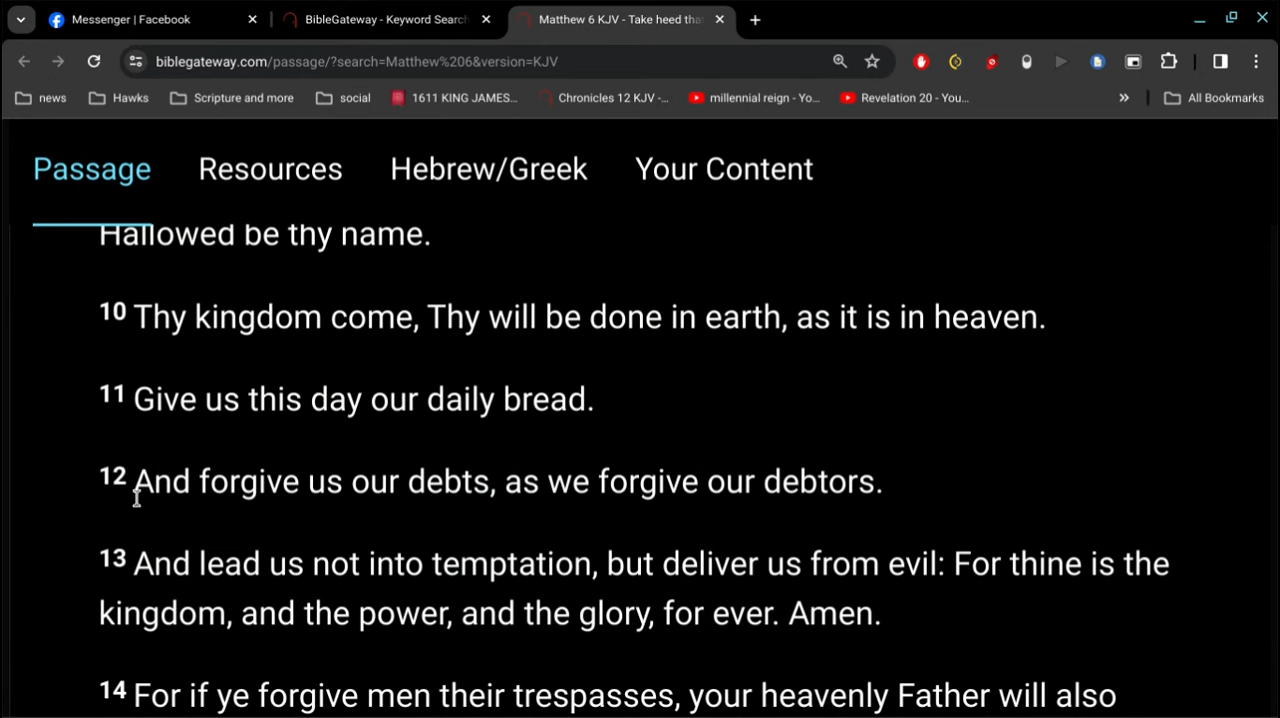 Messenger | Facebook
BibleGateway - Keyword Search
Matthew 6 KJV - Take heed tha
biblegateway.com/passage/?search=Matthew%206&version=KJV
news
Hawks
Scripture and more
social
1611 KING JAMES...
Chronicles 12 KJV -...
millennial reign - Yo...
Revelation 20 - You...
»
All Bookmarks
Passage
Resources
Hebrew/Greek
Your Content
Hallowed be thy name.
10 Thy kingdom come, Thy will be done in earth, as it is in heaven.
11 Give us this day our daily bread.
12 And forgive us our debts, as we forgive our debtors.
13 And lead us not into temptation, but deliver us from evil: For thine is the
kingdom, and the power, and the glory, for ever. Amen.
14 For if ye forgive men their trespasses, your heavenly Father will also